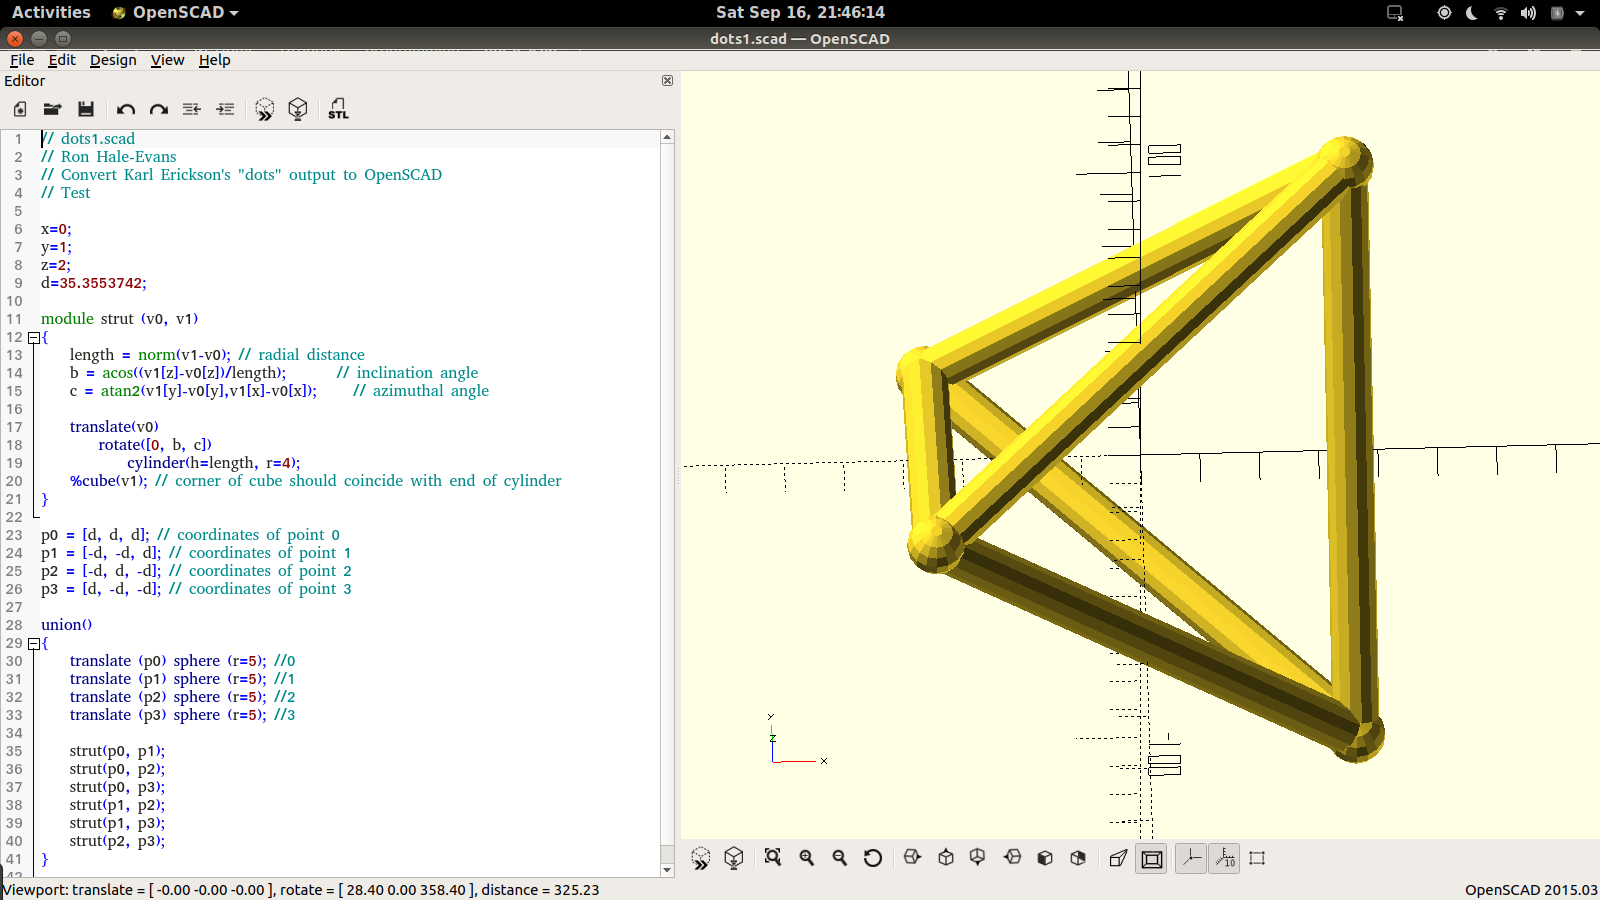 Activities OpenSCAD Sat Sep 16, 21:46:14
dots1.scad — OpenSCAD
File Edit Design View Help
Editor
STL
1 // dots1.scad
2 // Ron Hale-Evans
3 // Convert Karl Erickson's "dots" output to OpenSCAD
4 // Test
5
6 x=0;
7 y=1;
8 z=2;
9 d=35.3553742;
10
11 module strut (v0, v1)
12 {
13 length = norm(v1-v0); // radial distance
14 b = acos((v1[z]-v0[z])/length); // inclination angle
15 c = atan2(v1[y]-v0[y],v1[x]-v0[x]); // azimuthal angle
16
17 translate(v0)
18 rotate([0, b, c])
19 cylinder(h=length, r=4);
20 %cube(v1); // corner of cube should coincide with end of cylinder
21 }
22
23 p0 = [d, d, d]; // coordinates of point 0
24 p1 = [-d, -d, d]; // coordinates of point 1
25 p2 = [-d, d, -d]; // coordinates of point 2
26 p3 = [d, -d, -d]; // coordinates of point 3
27
28 union()
29 {
30 translate (p0) sphere (r=5); //0
31 translate (p1) sphere (r=5); //1
32 translate (p2) sphere (r=5); //2
33 translate (p3) sphere (r=5); //3
34
35 strut(p0, p1);
36 strut(p0, p2);
37 strut(p0, p3);
38 strut(p1, p2);
39 strut(p1, p3);
40 strut(p2, p3);
41 }
Y
Z
X
10
Viewport: translate = [ -0.00 -0.00 -0.00 ], rotate = [ 28.40 0.00 358.40 ], distance = 325.23 OpenSCAD 2015.03